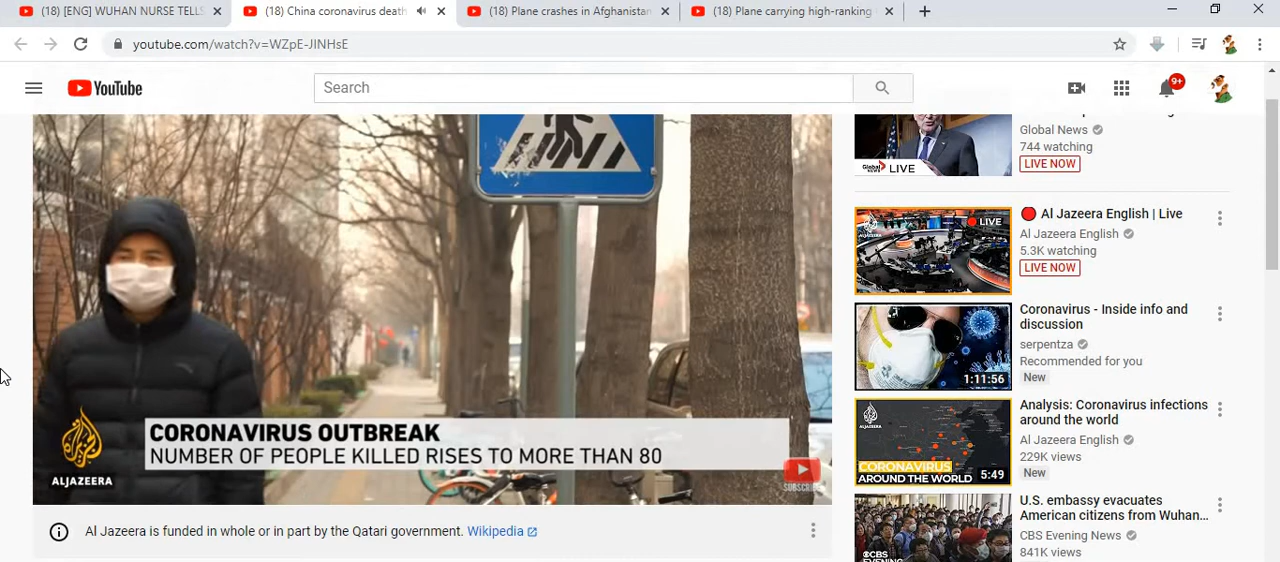 (18) [ENG] WUHAN NURSE TELLS
(18) China coronavirus death
(18) Plane crashes in Afghanistan
(18) Plane carrying high-ranking
youtube.com/watch?v=WZpE-JINHsE
YouTube
Search
9+
CORONAVIRUS OUTBREAK
NUMBER OF PEOPLE KILLED RISES TO MORE THAN 80
ALJAZEERA
SUBSCRIBE
Al Jazeera is funded in whole or in part by the Qatari government. Wikipedia
Global LIVE
Global News
744 watching
LIVE NOW
LIVE
ALJAZEERA
Al Jazeera English | Live
Al Jazeera English
5.3K watching
LIVE NOW
1:11:56
Coronavirus - Inside info and
discussion
serpentza
Recommended for you
New
ALJAZEERA
CORONAVIRUS
AROUND THE WORLD
5:49
Analysis: Coronavirus infections
around the world
Al Jazeera English
229K views
New
CBS
EVENING
U.S. embassy evacuates
American citizens from Wuhan...
CBS Evening News
841K views